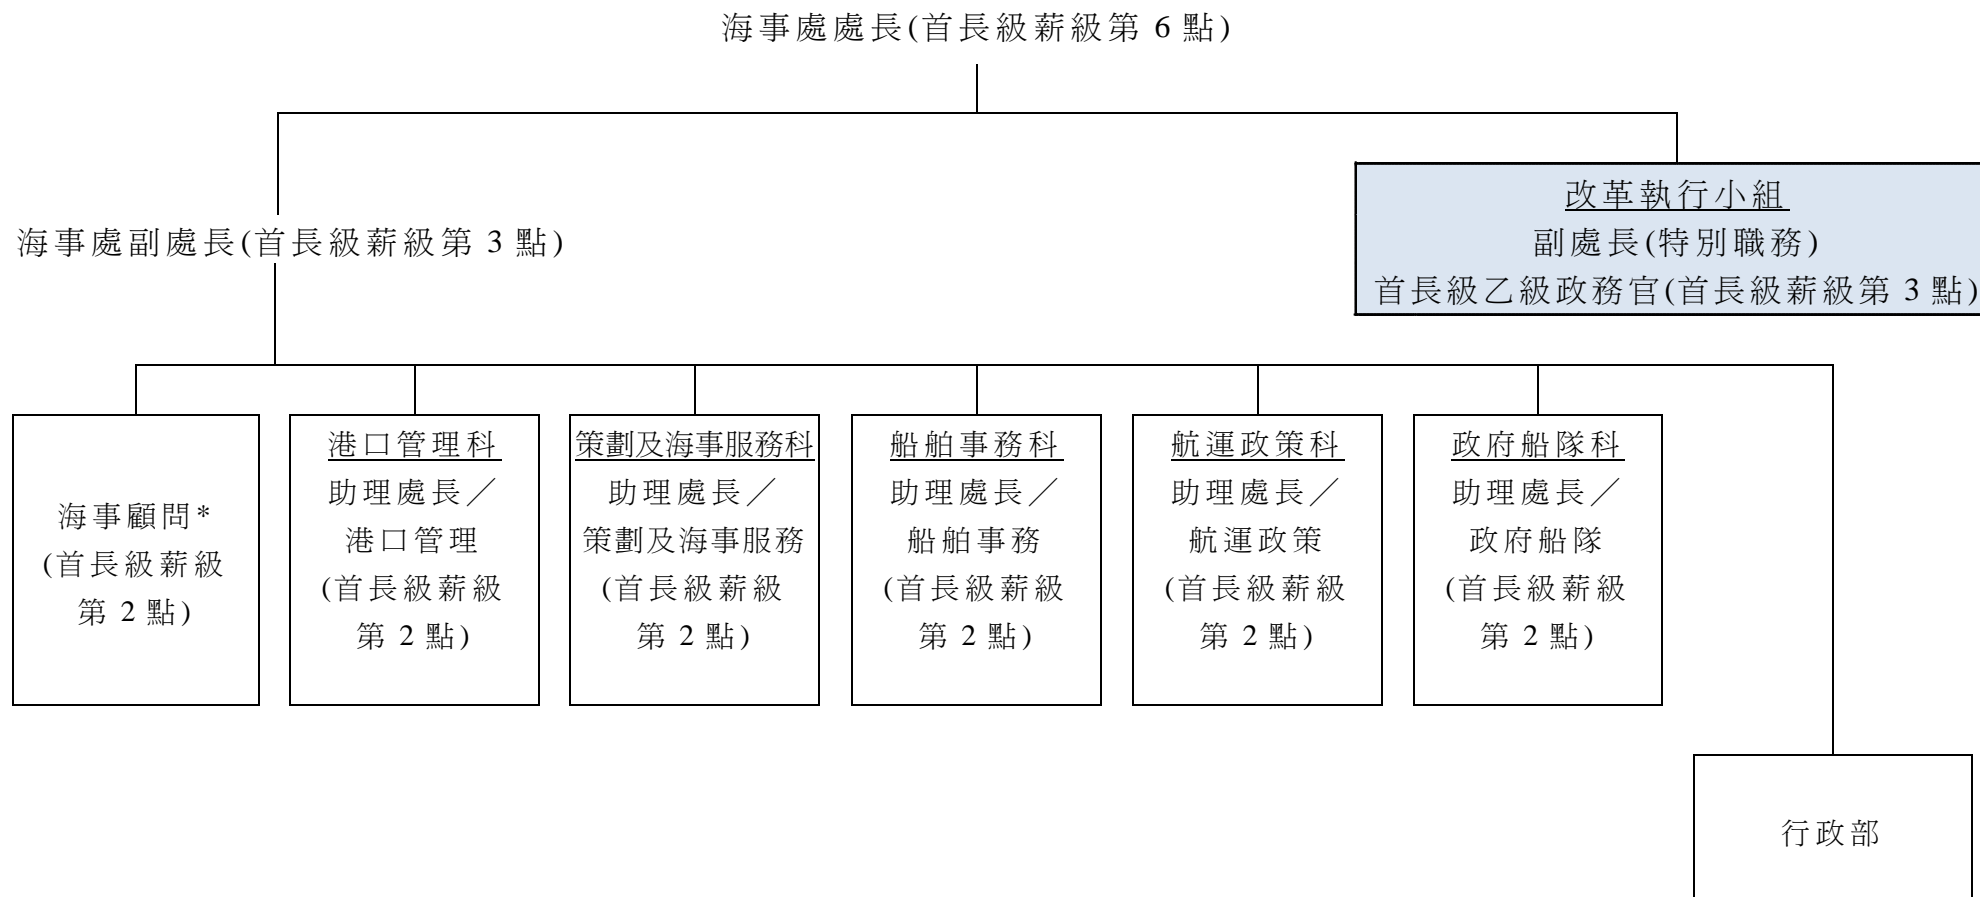 海事處處長(首長級薪級第 6 點)
改革執行小組
副處長(特別職務)
首長級乙級政務官(首長級薪級第 3 點)
海事處副處長(首長級薪級第 3 點)
海事顧問*
(首長級薪級
第 2 點)
港口管理科
助理處長／
港口管理
(首長級薪級
第 2 點)
策劃及海事服務科
助理處長／
策劃及海事服務
(首長級薪級
第 2 點)
船舶事務科
助理處長／
船舶事務
(首長級薪級
第 2 點)
航運政策科
助理處長／
航運政策
(首長級薪級
第 2 點)
政府船隊科
助理處長／
政府船隊
(首長級薪級
第 2 點)
行政部